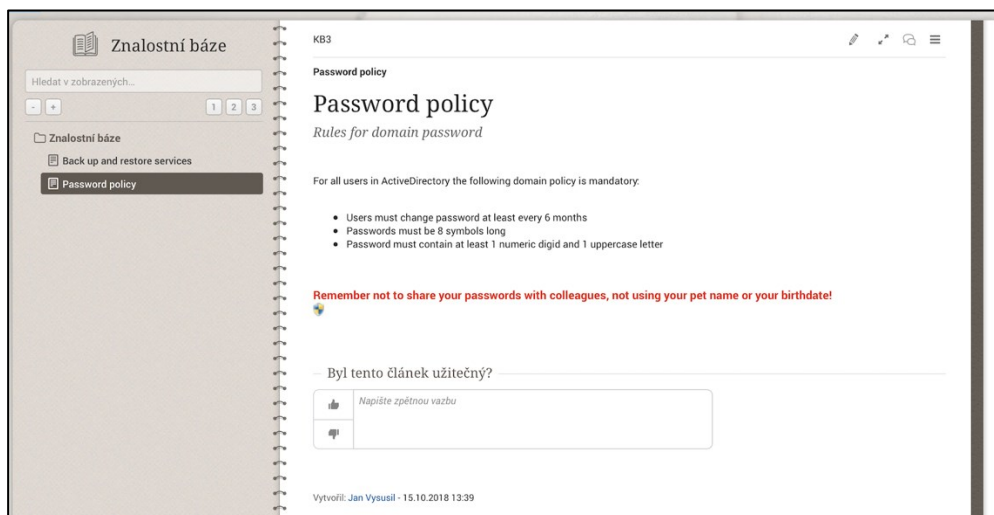 Znalostní báze
Hledat v zobrazených...
- + 1 2 3
Znalostní báze
Back up and restore services
Password policy
KB3
Password policy
Password policy
Rules for domain password
For all users in ActiveDirectory the following domain policy is mandatory:
Users must change password at least every 6 months
Passwords must be 8 symbols long
Password must contain at least 1 numeric digid and 1 uppercase letter
Remember not to share your passwords with colleagues, not using your pet name or your birthdate!
Byl tento článek užitečný?
Napište zpětnou vazbu
Vytvořil: Jan Vysusil - 15.10.2018 13:39